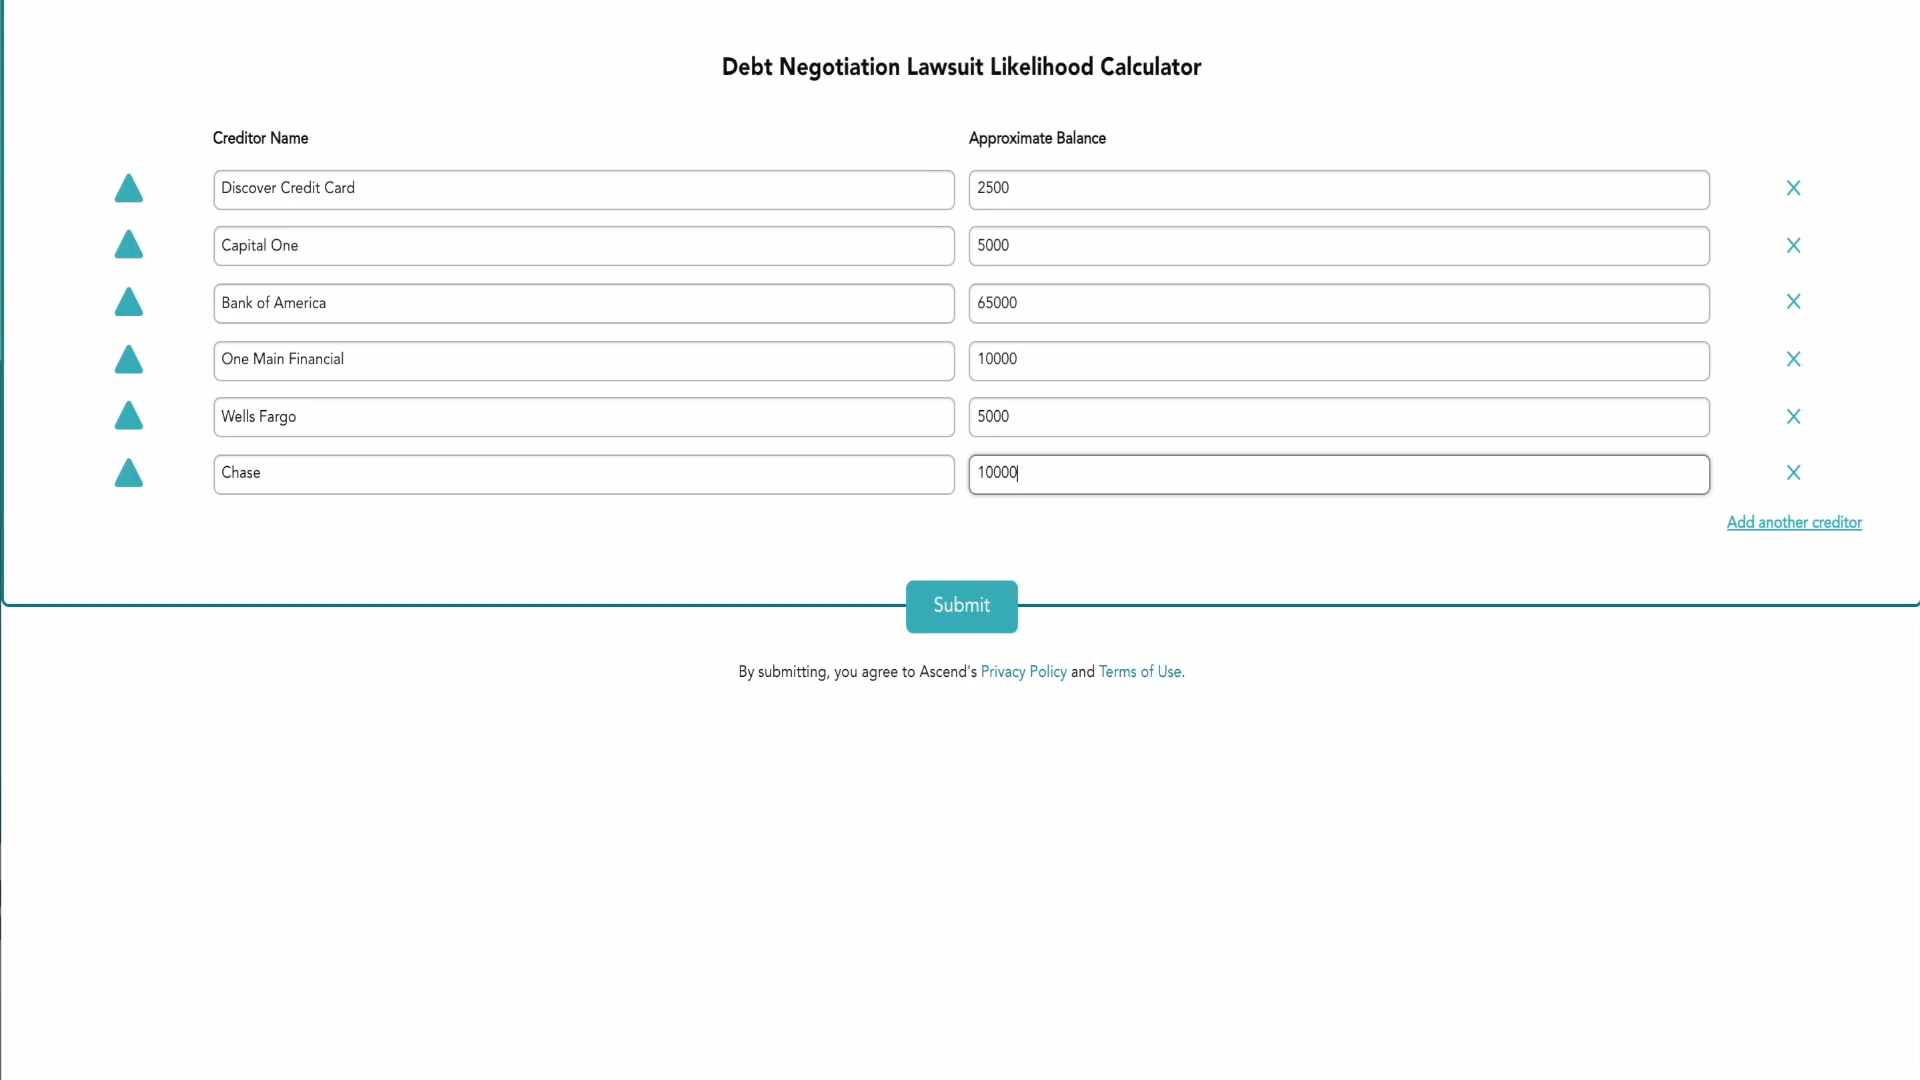 Debt Negotiation Lawsuit Likelihood Calculator
Creditor Name Approximate Balance
Discover Credit Card 2500 X
Capital One 5000 X
Bank of America 65000 X
One Main Financial 10000 X
Wells Fargo 5000 X
Chase 10000 X
Add another creditor
Submit
By submitting, you agree to Ascend's Privacy Policy and Terms of Use.